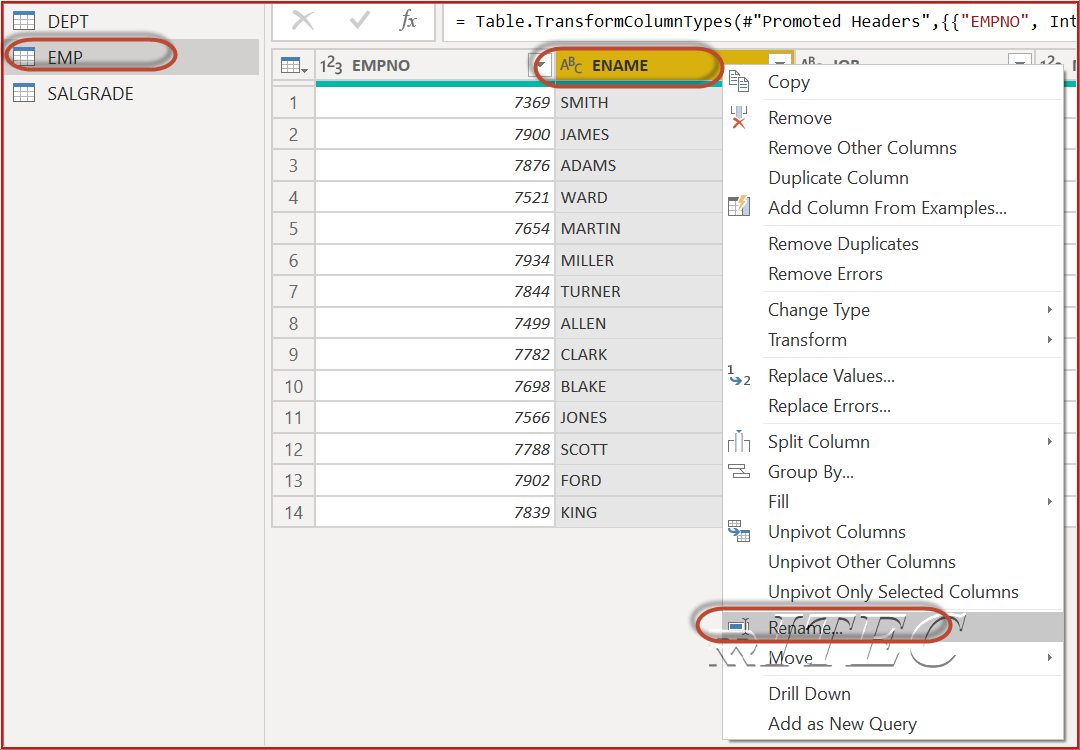 DEPT
EMP
SALGRADE
fx
= Table.TransformColumnTypes(#"Promoted Headers",{{"EMPNO", Int
123 EMPNO
ABC ENAME
1 7369 SMITH
2 7900 JAMES
3 7876 ADAMS
4 7521 WARD
5 7654 MARTIN
6 7934 MILLER
7 7844 TURNER
8 7499 ALLEN
9 7782 CLARK
10 7698 BLAKE
11 7566 JONES
12 7788 SCOTT
13 7902 FORD
14 7839 KING
Copy
Remove
Remove Other Columns
Duplicate Column
Add Column From Examples...
Remove Duplicates
Remove Errors
Change Type
Transform
Replace Values...
Replace Errors...
Split Column
Group By...
Fill
Unpivot Columns
Unpivot Other Columns
Unpivot Only Selected Columns
Rename...
Move
Drill Down
Add as New Query